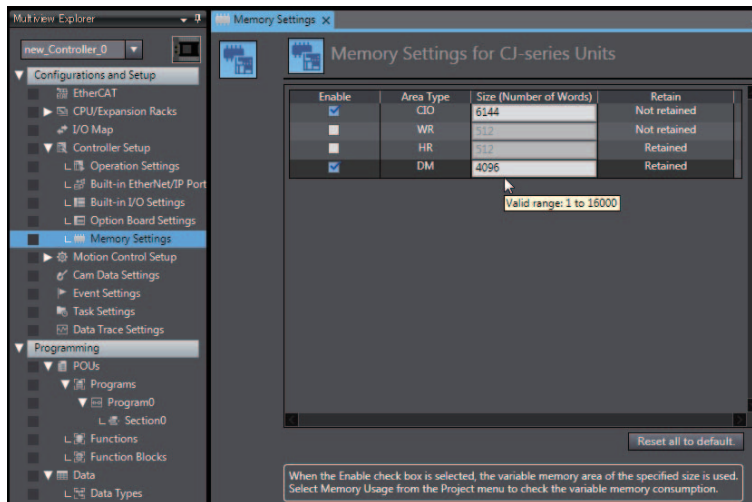 Multiview Explorer
new_Controller_0
Configurations and Setup
EtherCAT
CPU/Expansion Racks
I/O Map
Controller Setup
Operation Settings
Built-in EtherNet/IP Port
Built-in I/O Settings
Option Board Settings
Memory Settings
Motion Control Setup
Cam Data Settings
Event Settings
Task Settings
Data Trace Settings
Programming
POUs
Programs
Program0
Section0
Functions
Function Blocks
Data
Data Types
Memory Settings X
Memory Settings for CJ-series Units
Enable Area Type Size (Number of Words) Retain
CIO 6144 Not retained
WR 512 Not retained
HR 512 Retained
DM 4096 Retained
Valid range: 1 to 16000
Reset all to default.
When the Enable check box is selected, the variable memory area of the specified size is used.
Select Memory Usage from the Project menu to check the variable memory consumption.